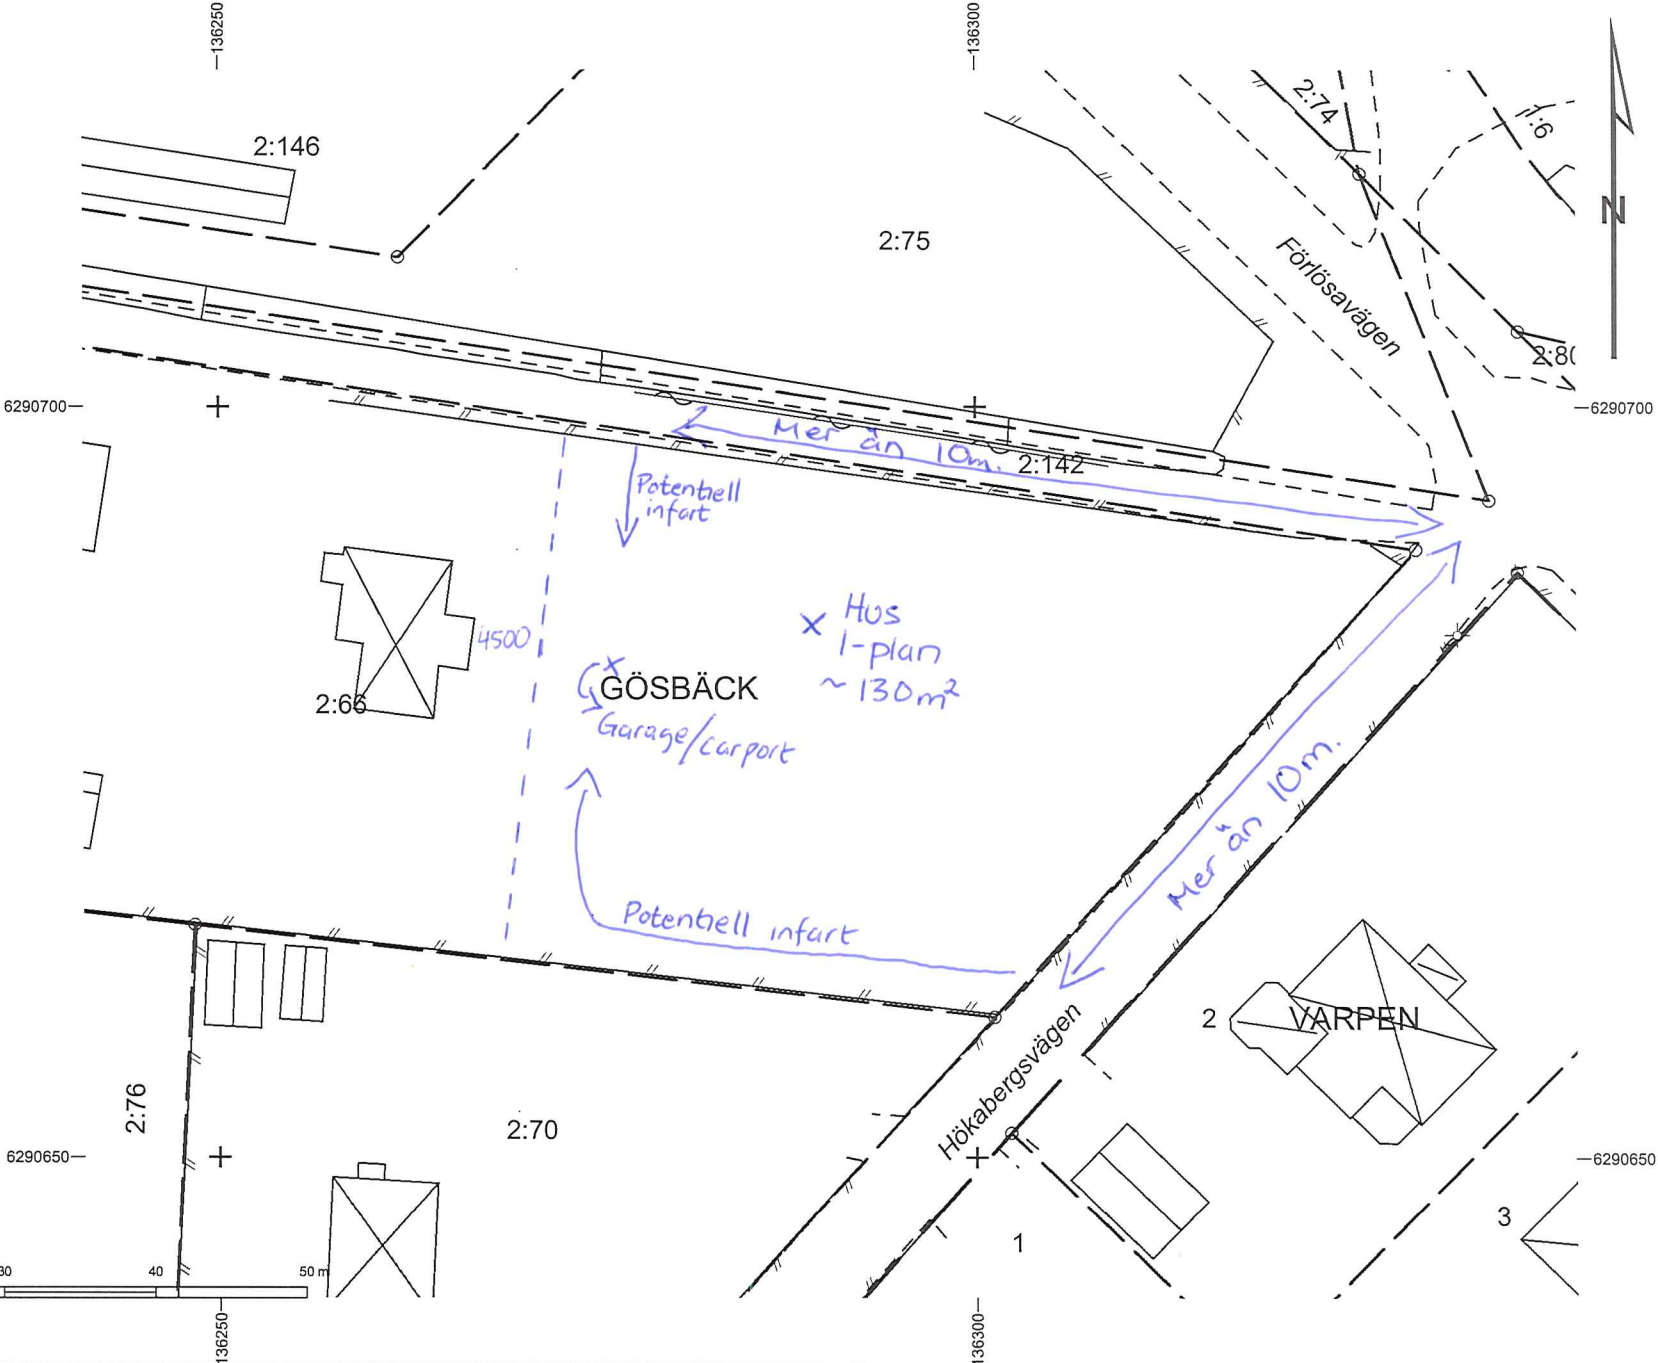 136250
136300
2:146
2:75
2:74
1:6
N
Förlösavägen
2:80
6290700
6290700
Mer än 10m.
2:142
Potentiell
infart
Hus
1-plan
~ 130m²
4500
GÖSBÄCK
2:66
Garage/carport
Mer än 10m.
Potentiell infart
2
VARPEN
Hökabergsvägen
2:76
2:70
6290650
6290650
1
3
30
40
50 m
136250
136300